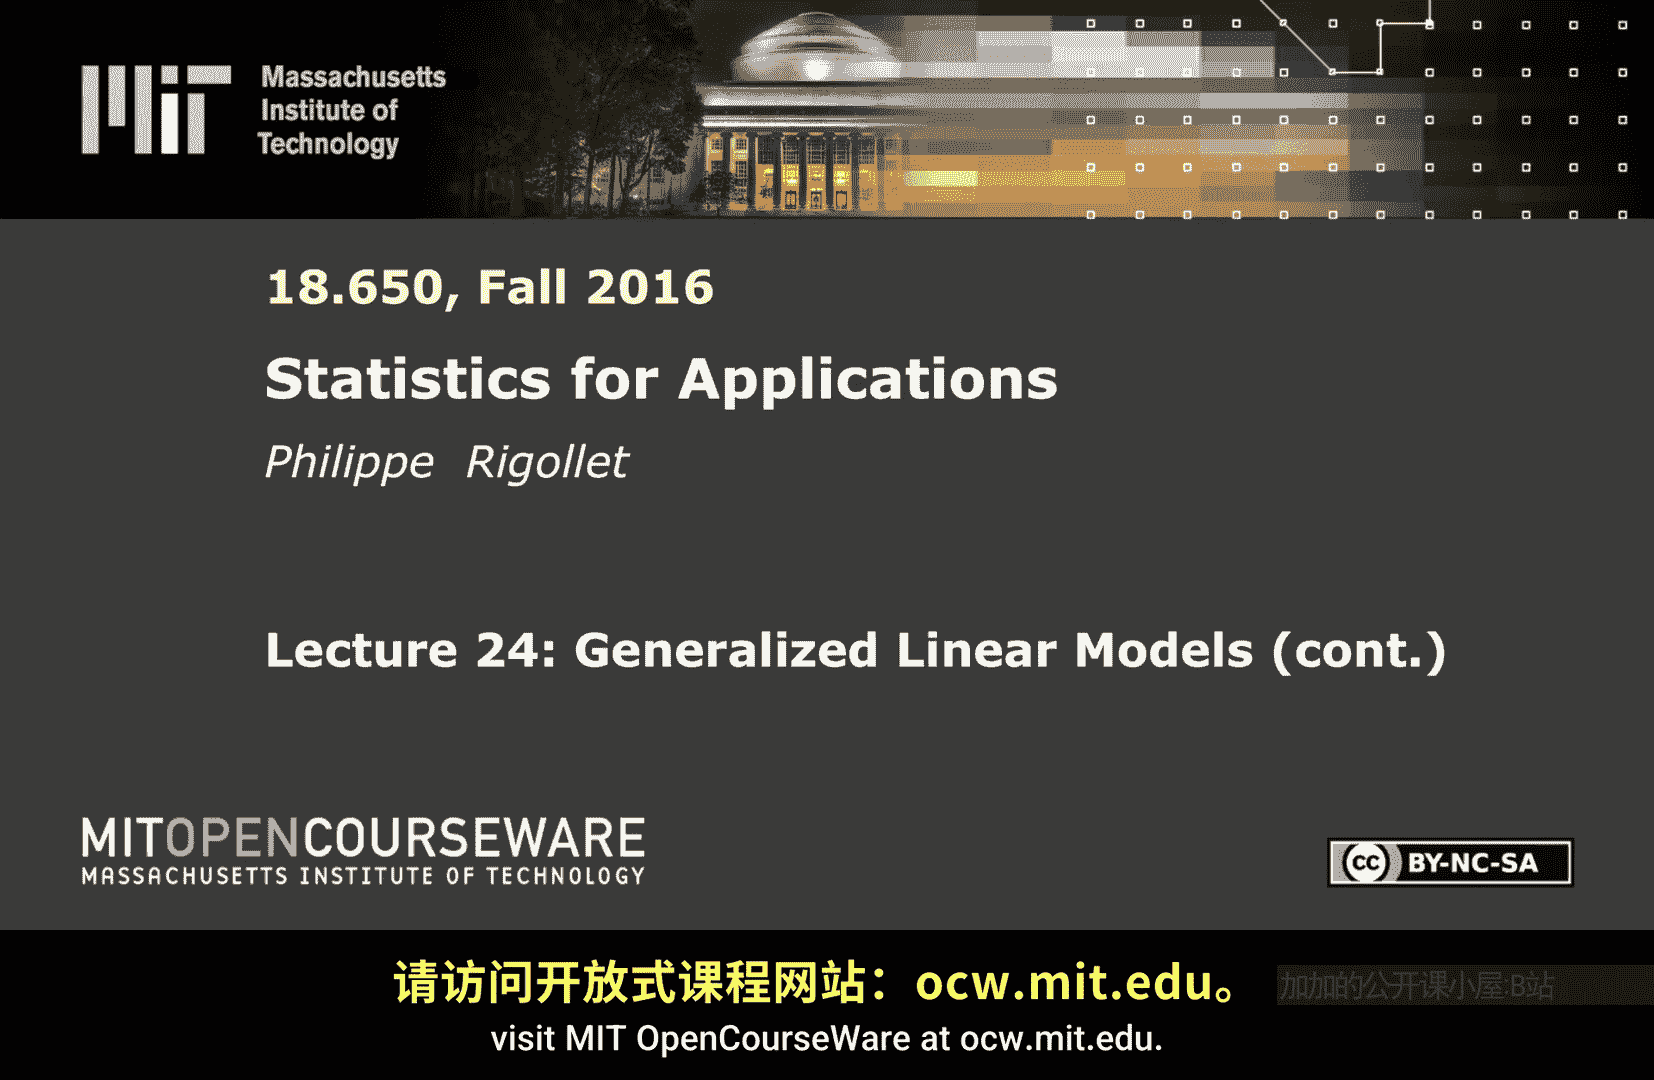 Massachusetts
Institute of
Technology
18.650, Fall 2016
Statistics for Applications
Philippe Rigollet
Lecture 24: Generalized Linear Models (cont.)
MITOPENCOURSEWARE
MASSACHUSETTS INSTITUTE OF TECHNOLOGY
cc BY-NC-SA
请访问开放式课程网站：ocw.mit.edu。
加加的公开课小屋:B站
visit MIT OpenCourseWare at ocw.mit.edu.